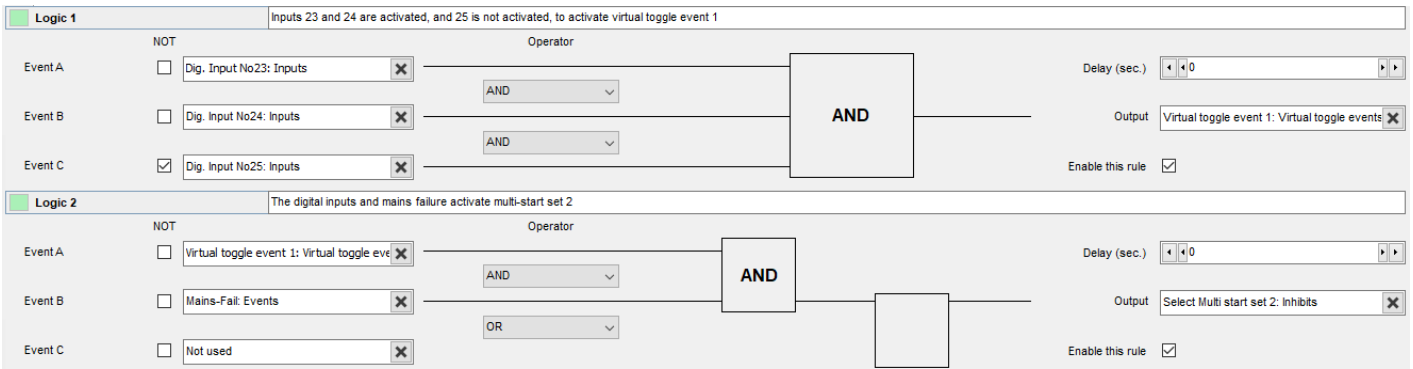 Logic 1 Inputs 23 and 24 are activated, and 25 is not activated, to activate virtual toggle event 1
NOT Operator
Event A Dig. Input No23: Inputs Delay (sec.) 0
AND
Event B Dig. Input No24: Inputs AND Output Virtual toggle event 1: Virtual toggle events
AND
Event C Dig. Input No25: Inputs Enable this rule
Logic 2 The digital inputs and mains failure activate multi-start set 2
NOT Operator
Event A Virtual toggle event 1: Virtual toggle eve Delay (sec.) 0
AND AND
Event B Mains-Fail: Events Output Select Multi start set 2: Inhibits
OR
Event C Not used Enable this rule